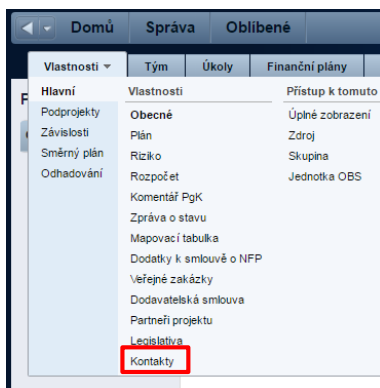 Domů Správa Oblíbené
Vlastnosti Tým Úkoly Finanční plány
Hlavní
Podprojekty
Závislosti
Směrný plán
Odhadování
Vlastnosti
Obecné
Plán
Riziko
Rozpočet
Komentář PgK
Zpráva o stavu
Mapovací tabulka
Dodatky k smlouvě o NFP
Veřejné zakázky
Dodavatelská smlouva
Partneři projektu
Legislativa
Kontakty
Přístup k tomuto
Úplné zobrazení
Zdroj
Skupina
Jednotka OBS